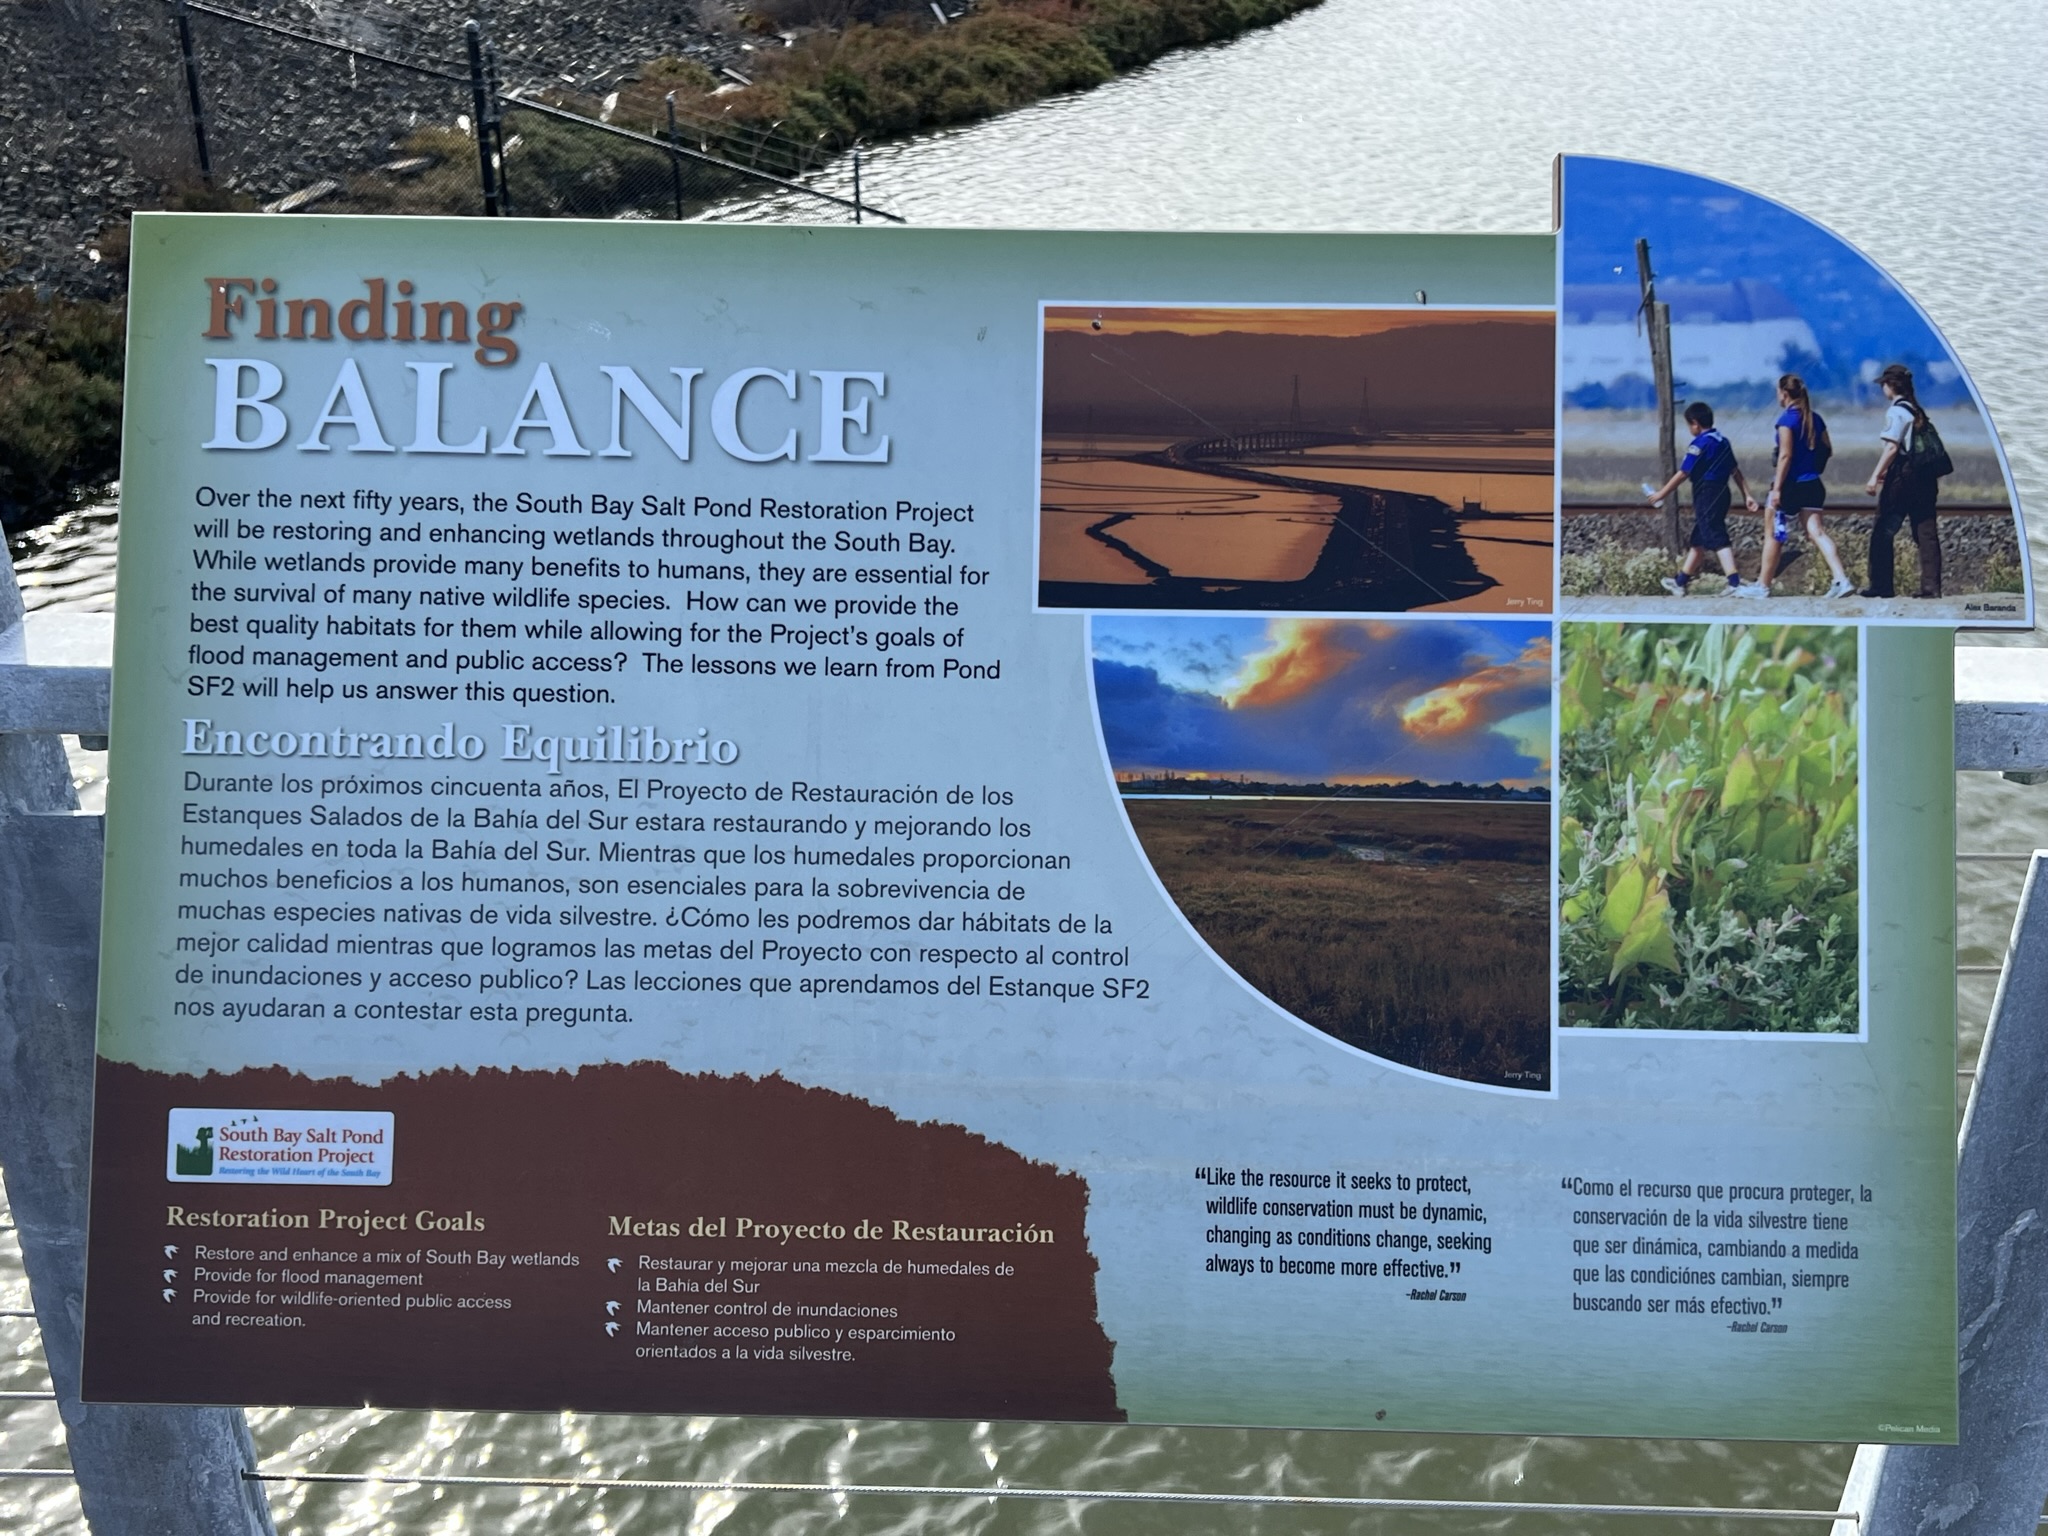 Finding
BALANCE
Over the next fifty years, the South Bay Salt Pond Restoration Project
will be restoring and enhancing wetlands throughout the South Bay.
While wetlands provide many benefits to humans, they are essential for
the survival of many native wildlife species.  How can we provide the
best quality habitats for them while allowing for the Project's goals of
flood management and public access?  The lessons we learn from Pond
SF2 will help us answer this question.
Encontrando Equilibrio
Durante los próximos cincuenta años, El Proyecto de Restauración de los
Estanques Salados de la Bahía del Sur estara restaurando y mejorando los
humedales en toda la Bahía del Sur. Mientras que los humedales proporcionan
muchos beneficios a los humanos, son esenciales para la sobrevivencia de
muchas especies nativas de vida silvestre. ¿Cómo les podremos dar hábitats de la
mejor calidad mientras que logramos las metas del Proyecto con respecto al control
de inundaciones y acceso publico? Las lecciones que aprendamos del Estanque SF2
nos ayudaran a contestar esta pregunta.
Jerry Ting
Alex Baranda
Jerry Ting
South Bay Salt Pond
Restoration Project
Restoring the Wild Heart of the South Bay
Restoration Project Goals
Restore and enhance a mix of South Bay wetlands
Provide for flood management
Provide for wildlife-oriented public access
and recreation.
Metas del Proyecto de Restauración
Restaurar y mejorar una mezcla de humedales de
la Bahía del Sur
Mantener control de inundaciones
Mantener acceso publico y esparcimiento
orientados a la vida silvestre.
“Like the resource it seeks to protect,
wildlife conservation must be dynamic,
changing as conditions change, seeking
always to become more effective.”
–Rachel Carson
“Como el recurso que procura proteger, la
conservación de la vida silvestre tiene
que ser dinámica, cambiando a medida
que las condiciónes cambian, siempre
buscando ser más efectivo.”
–Rachel Carson
©Pelican Media